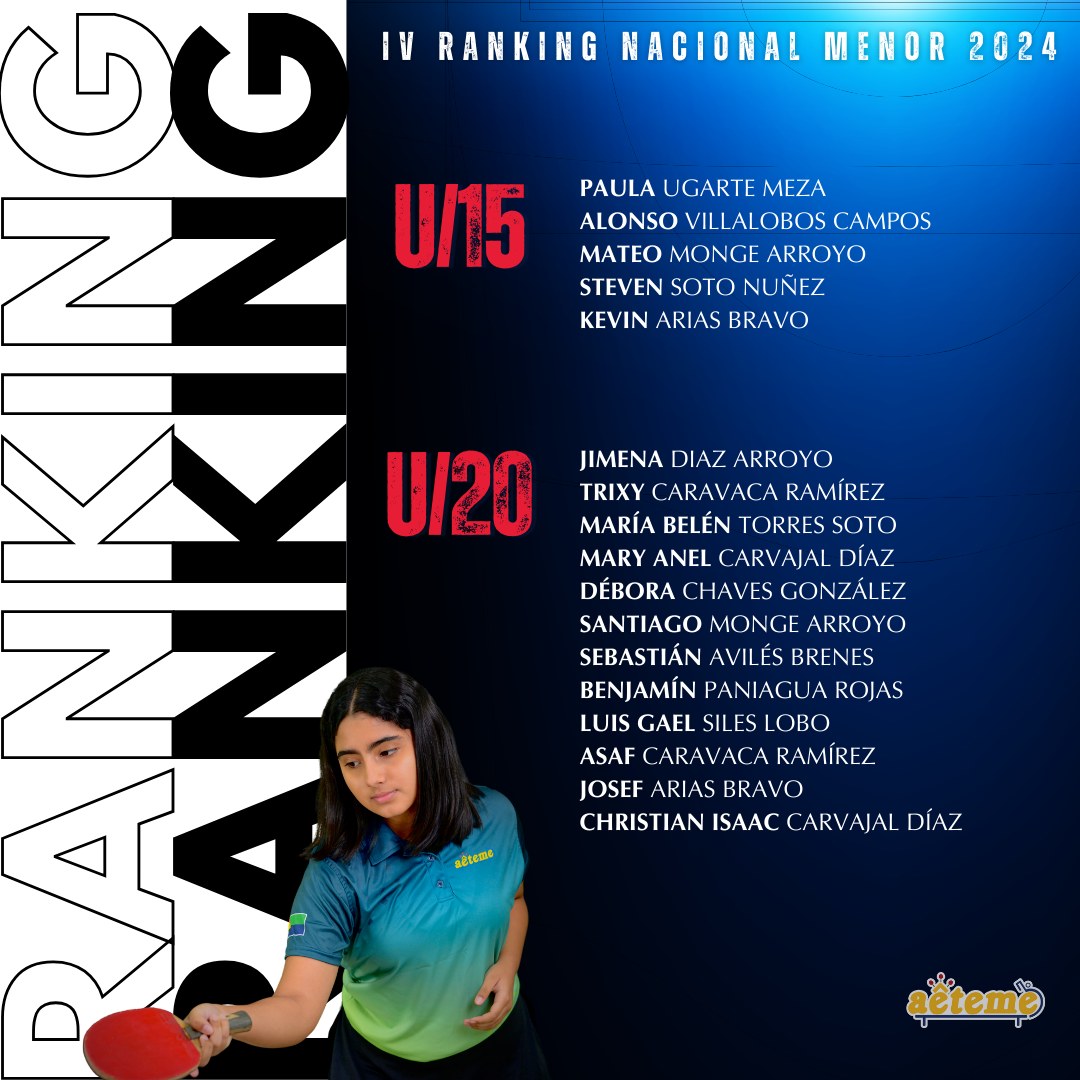 RANKING
RANKING
IV RANKING NACIONAL MENOR 2024
U/15
PAULA UGARTE MEZA
ALONSO VILLALOBOS CAMPOS
MATEO MONGE ARROYO
STEVEN SOTO NUÑEZ
KEVIN ARIAS BRAVO
U/20
JIMENA DIAZ ARROYO
TRIXY CARAVACA RAMÍREZ
MARÍA BELÉN TORRES SOTO
MARY ANEL CARVAJAL DÍAZ
DÉBORA CHAVES GONZÁLEZ
SANTIAGO MONGE ARROYO
SEBASTIÁN AVILÉS BRENES
BENJAMÍN PANIAGUA ROJAS
LUIS GAEL SILES LOBO
ASAF CARAVACA RAMÍREZ
JOSEF ARIAS BRAVO
CHRISTIAN ISAAC CARVAJAL DÍAZ
aêteme
aêteme